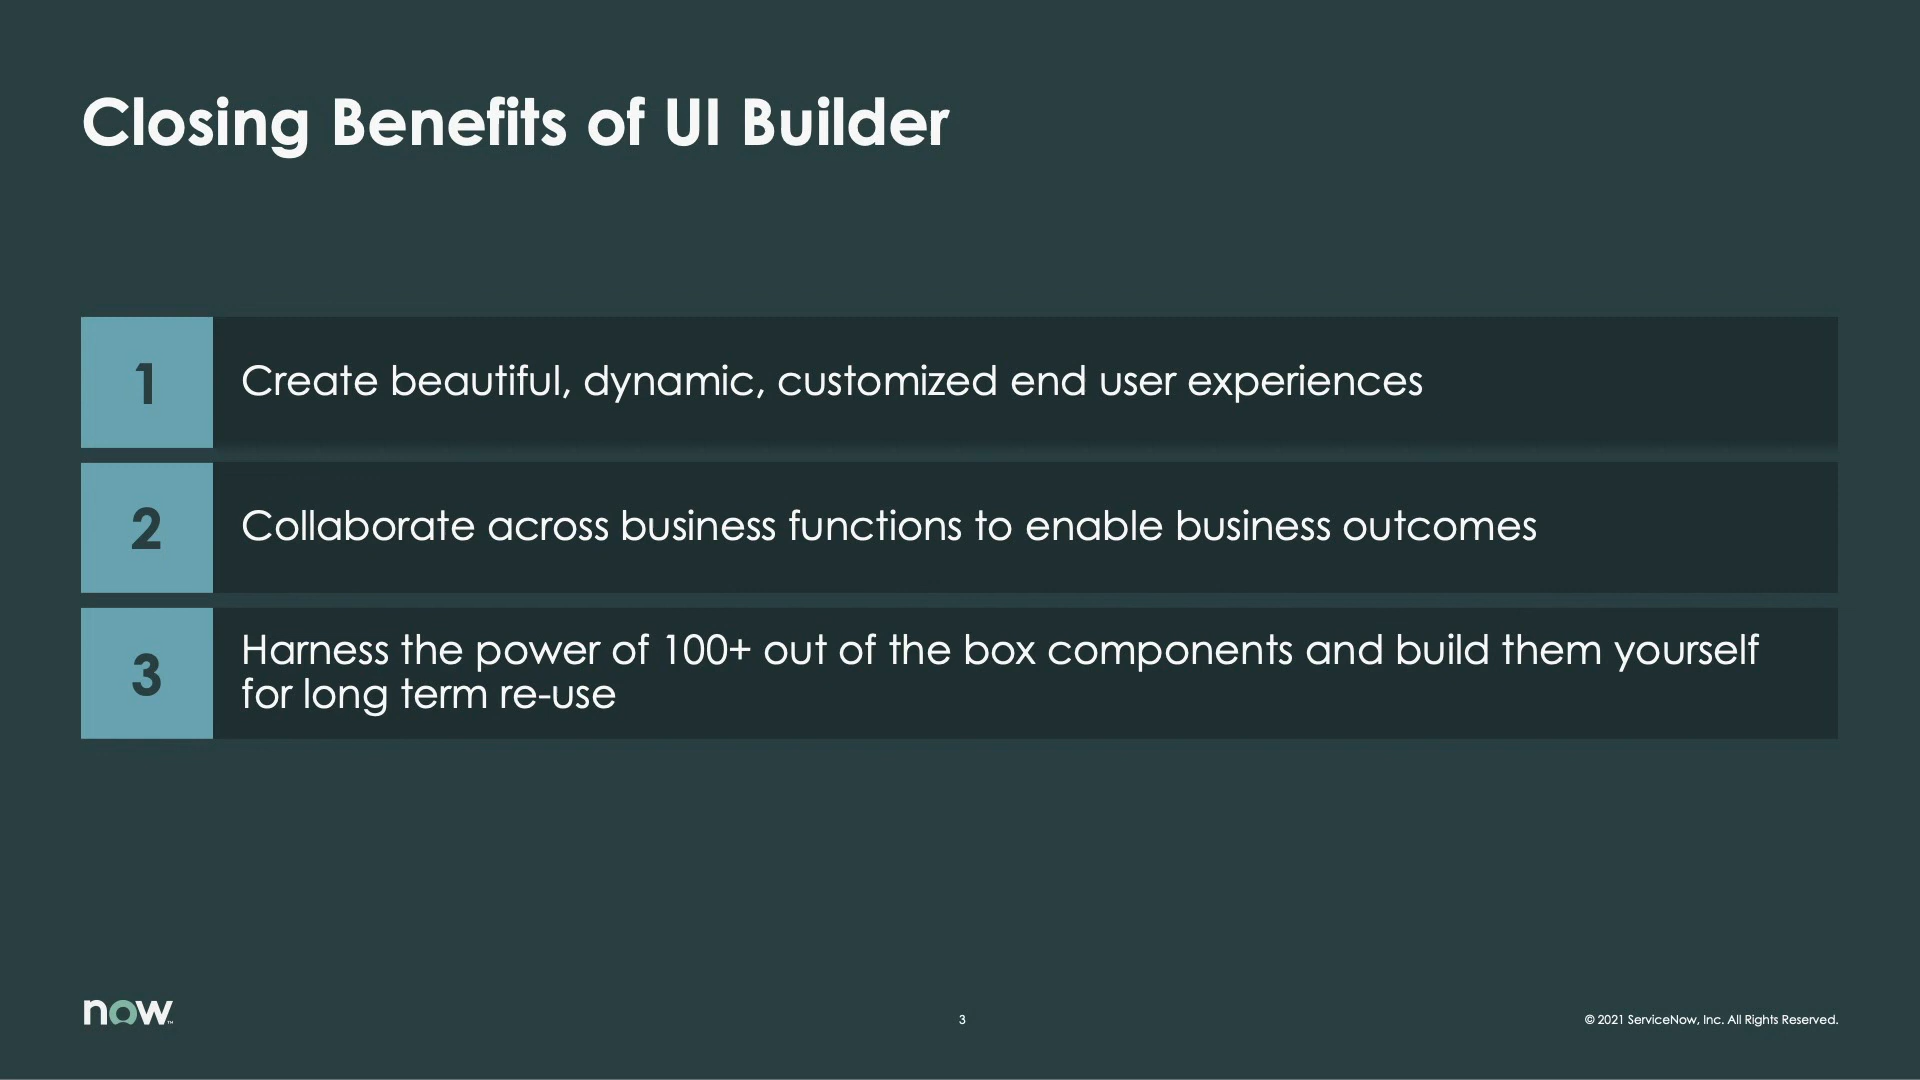 Closing Benefits of UI Builder
1
Create beautiful, dynamic, customized end user experiences
2
Collaborate across business functions to enable business outcomes
3
Harness the power of 100+ out of the box components and build them yourself
for long term re-use
now™
3
© 2021 ServiceNow, Inc. All Rights Reserved.